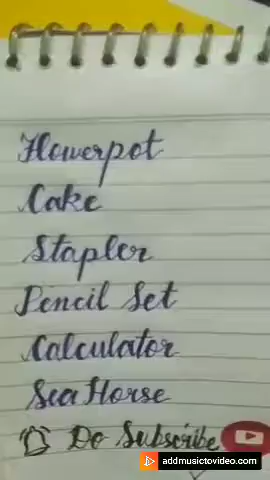 Flowerpot
Cake
Stapler
Pencil Set
Calculator
Sea Horse
Do Subscribe
addmusictovideo.com